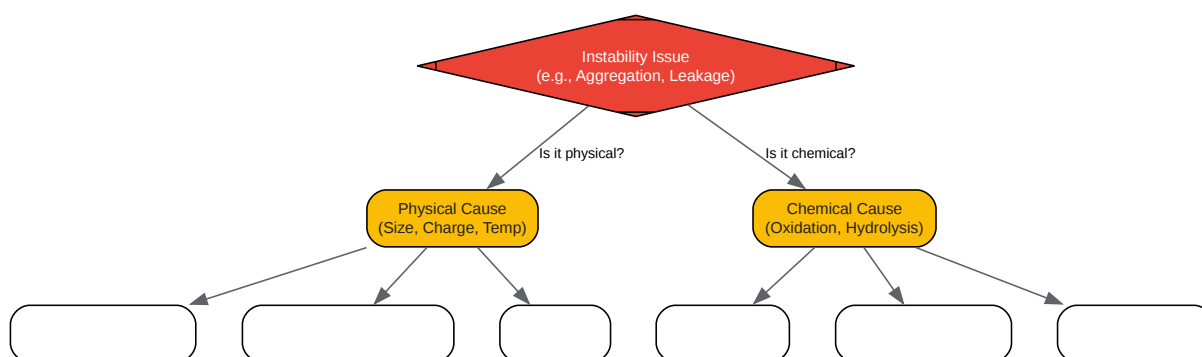 Instability Issue
(e.g., Aggregation, Leakage)
Is it physical?
Is it chemical?
Physical Cause
(Size, Charge, Temp)
Chemical Cause
(Oxidation, Hydrolysis)